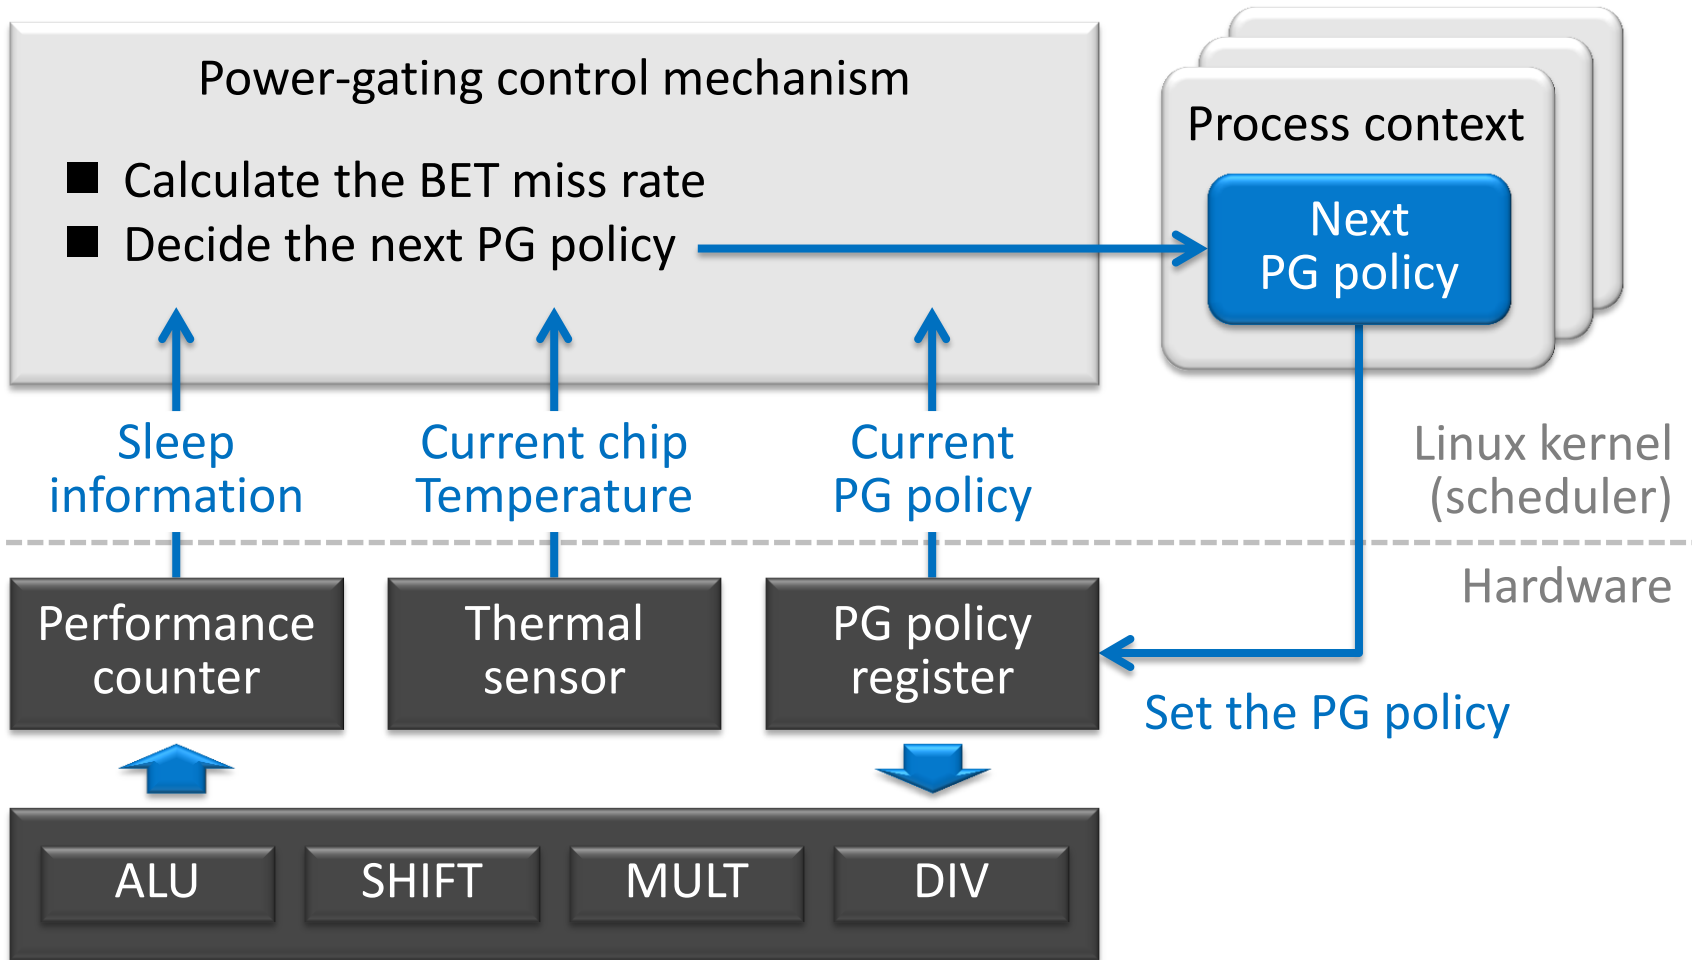 Power-gating control mechanism
■ Calculate the BET miss rate
■ Decide the next PG policy
Process context
Next
PG policy
Sleep
information
Current chip
Temperature
Current
PG policy
Linux kernel
(scheduler)
Hardware
Performance
counter
Thermal
sensor
PG policy
register
Set the PG policy
ALU
SHIFT
MULT
DIV